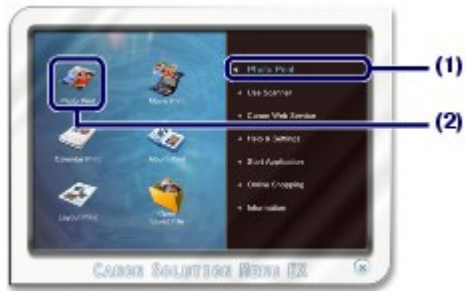 Photo Print
Movie Print
Calendar Print
Album Print
Layout Print
Open
Saved File
Photo Print
Use Scanner
Canon Web Service
Help & Settings
Start Application
Online Shopping
Information
(1)
(2)
Canon Solution Menu EX